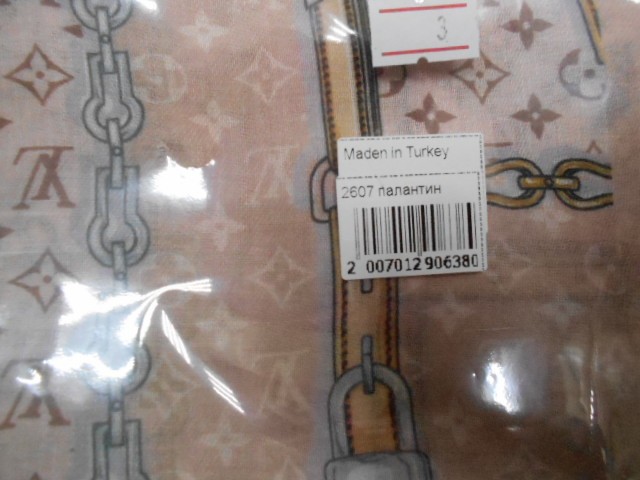 3
Maden in Turkey
2607 палантин
2 007012 906380